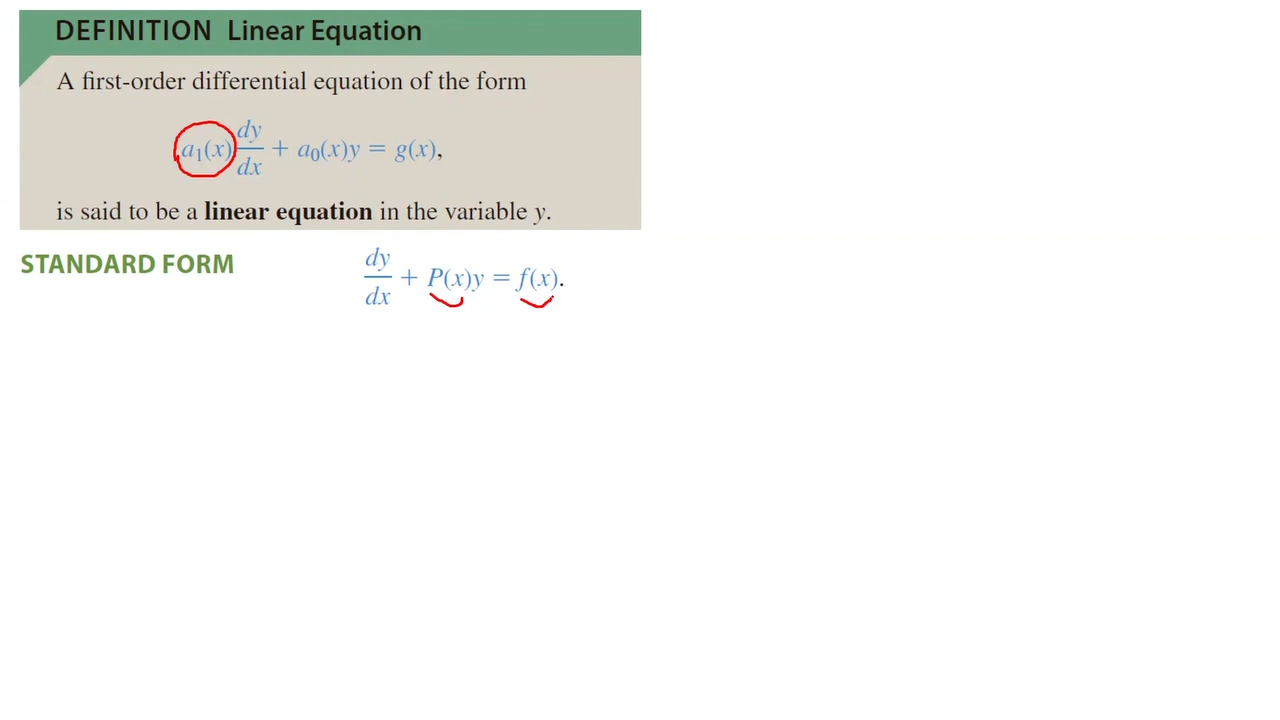 DEFINITION Linear Equation
A first-order differential equation of the form
a₁(x) dy/dx + a₀(x)y = g(x),
is said to be a linear equation in the variable y.
STANDARD FORM
dy/dx + P(x)y = f(x).